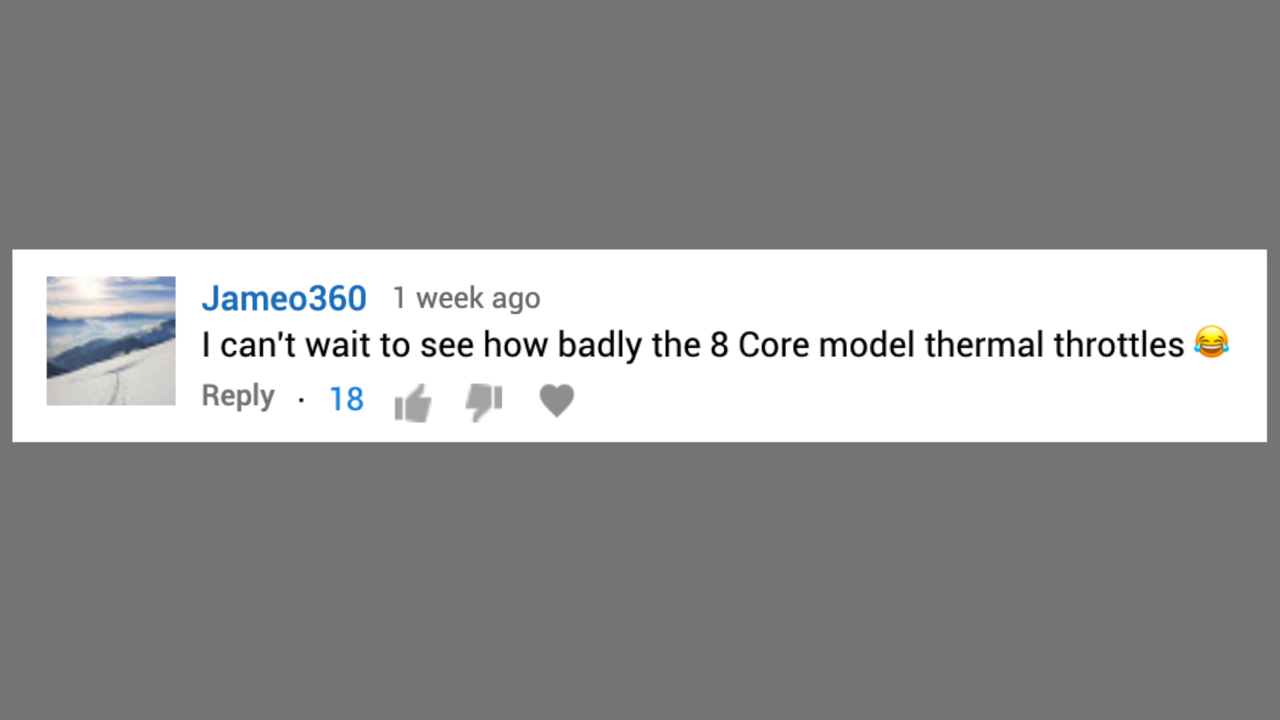 Jameo360 1 week ago
I can't wait to see how badly the 8 Core model thermal throttles 😂
Reply · 18